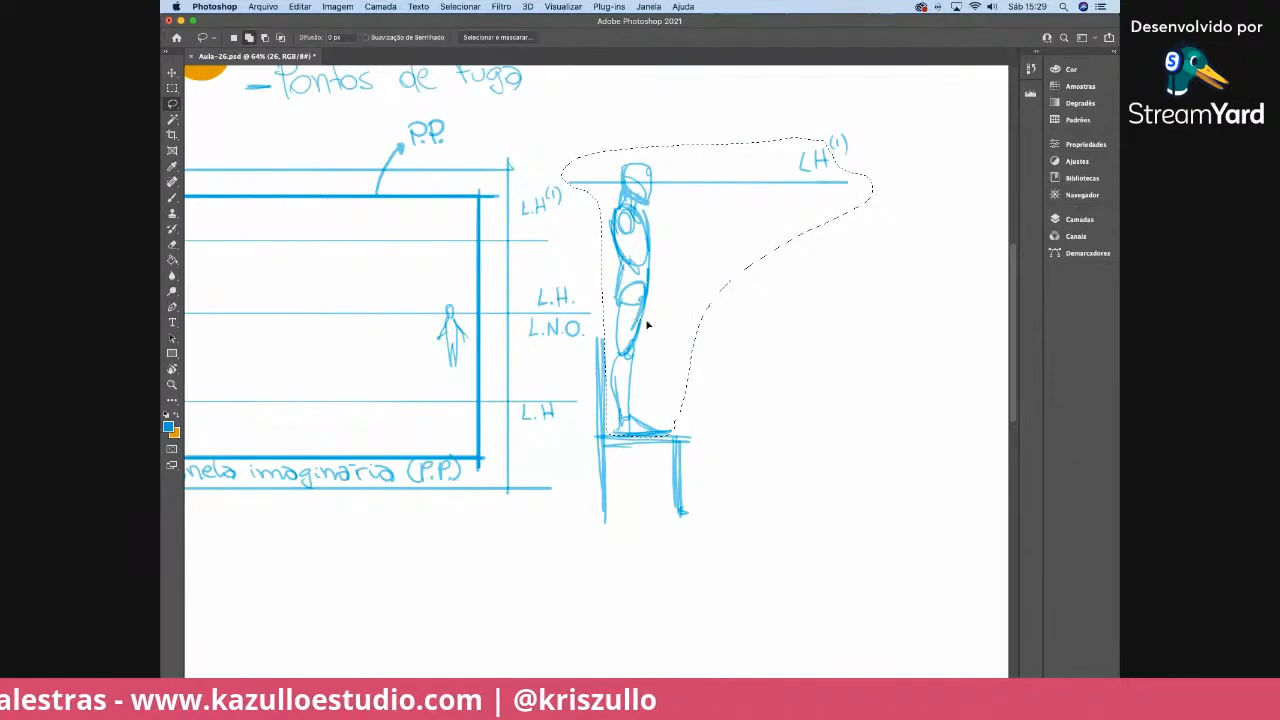 Photoshop Arquivo Editar Imagem Camada Texto Selecionar Filtro 3D Visualizar Plug-ins Janela Ajuda
Sáb 15:29
Desenvolvido por
S
StreamYard
Adobe Photoshop 2021
Difusão: 0 px Suavização de Serrilhado Selecionar e mascarar...
× Aula-26.psd @ 64% (26, RGB/8#) *
Cor
Amostras
Degradês
Padrões
Propriedades
Ajustes
Bibliotecas
Navegador
Camadas
Canais
Demarcadores
- Pontos de fuga
P.P.
L.H(1)
LH(1)
L.H.
L.N.O.
L.H
nela imaginária (P.P.)
alestras - www.kazulloestudio.com | @kriszullo